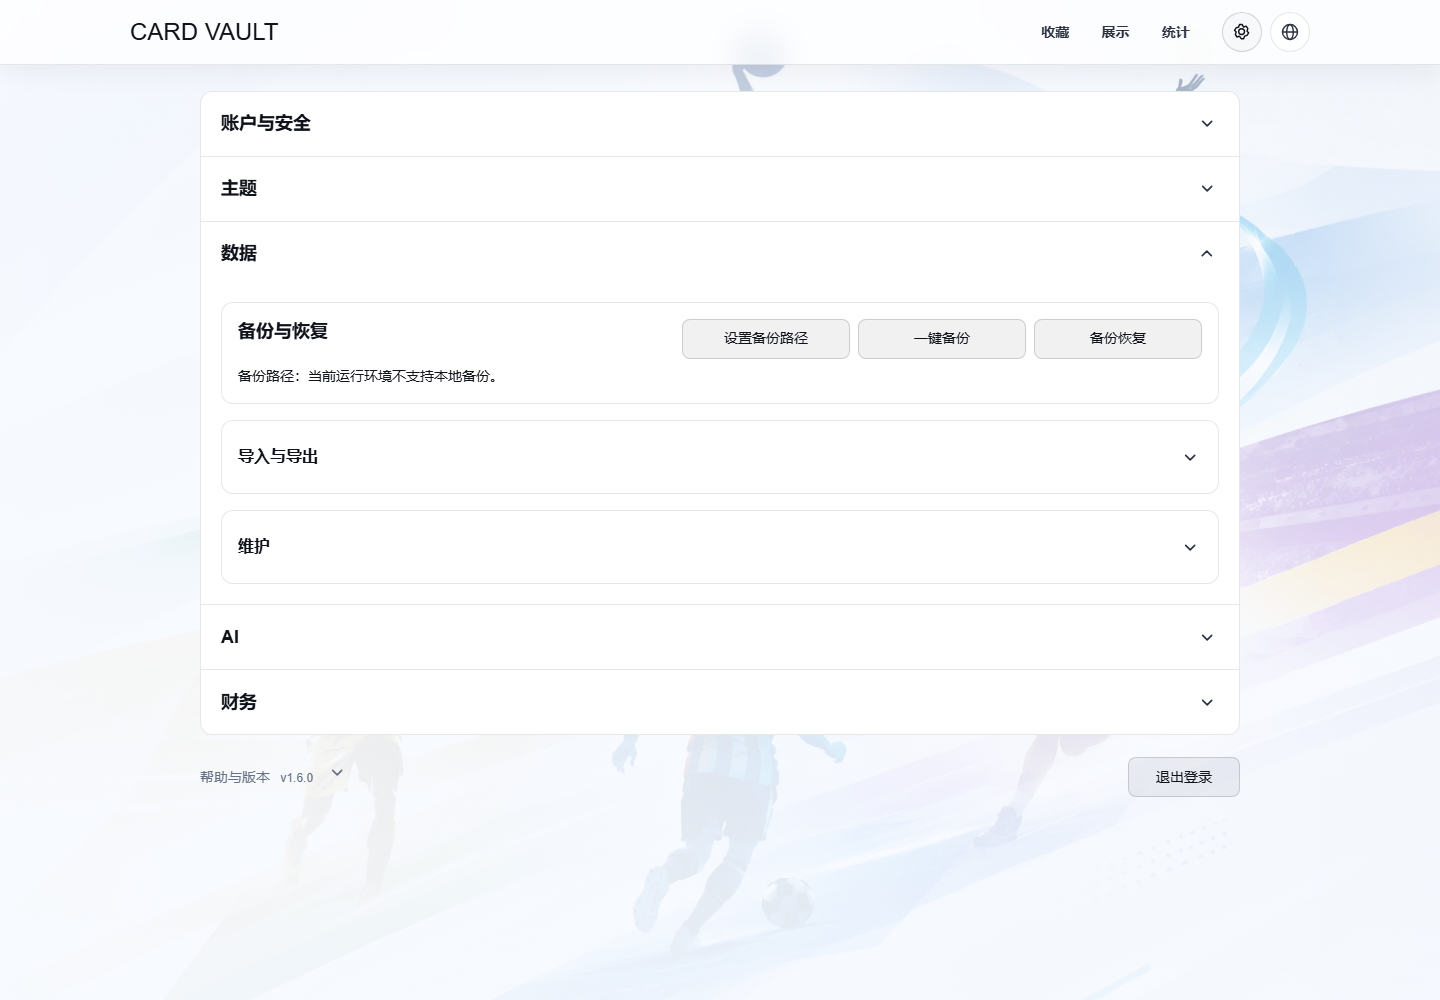 CARD VAULT
收藏 展示 统计
账户与安全
主题
数据
备份与恢复
设置备份路径 一键备份 备份恢复
备份路径：当前运行环境不支持本地备份。
导入与导出
维护
AI
财务
帮助与版本 v1.6.0
退出登录